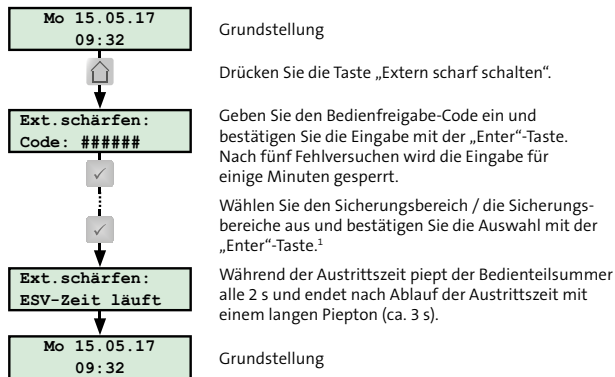 Mo 15.05.17
09:32
Grundstellung
Drücken Sie die Taste „Extern scharf schalten“.
Ext.schärfen:
Code: ######
Geben Sie den Bedienfreigabe-Code ein und
bestätigen Sie die Eingabe mit der „Enter“-Taste.
Nach fünf Fehlversuchen wird die Eingabe für
einige Minuten gesperrt.
Wählen Sie den Sicherungsbereich / die Sicherungs-
bereiche aus und bestätigen Sie die Auswahl mit der
„Enter“-Taste.¹
Ext.schärfen:
ESV-Zeit läuft
Während der Austrittszeit piept der Bedienteilsummer
alle 2 s und endet nach Ablauf der Austrittszeit mit
einem langen Piepton (ca. 3 s).
Mo 15.05.17
09:32
Grundstellung